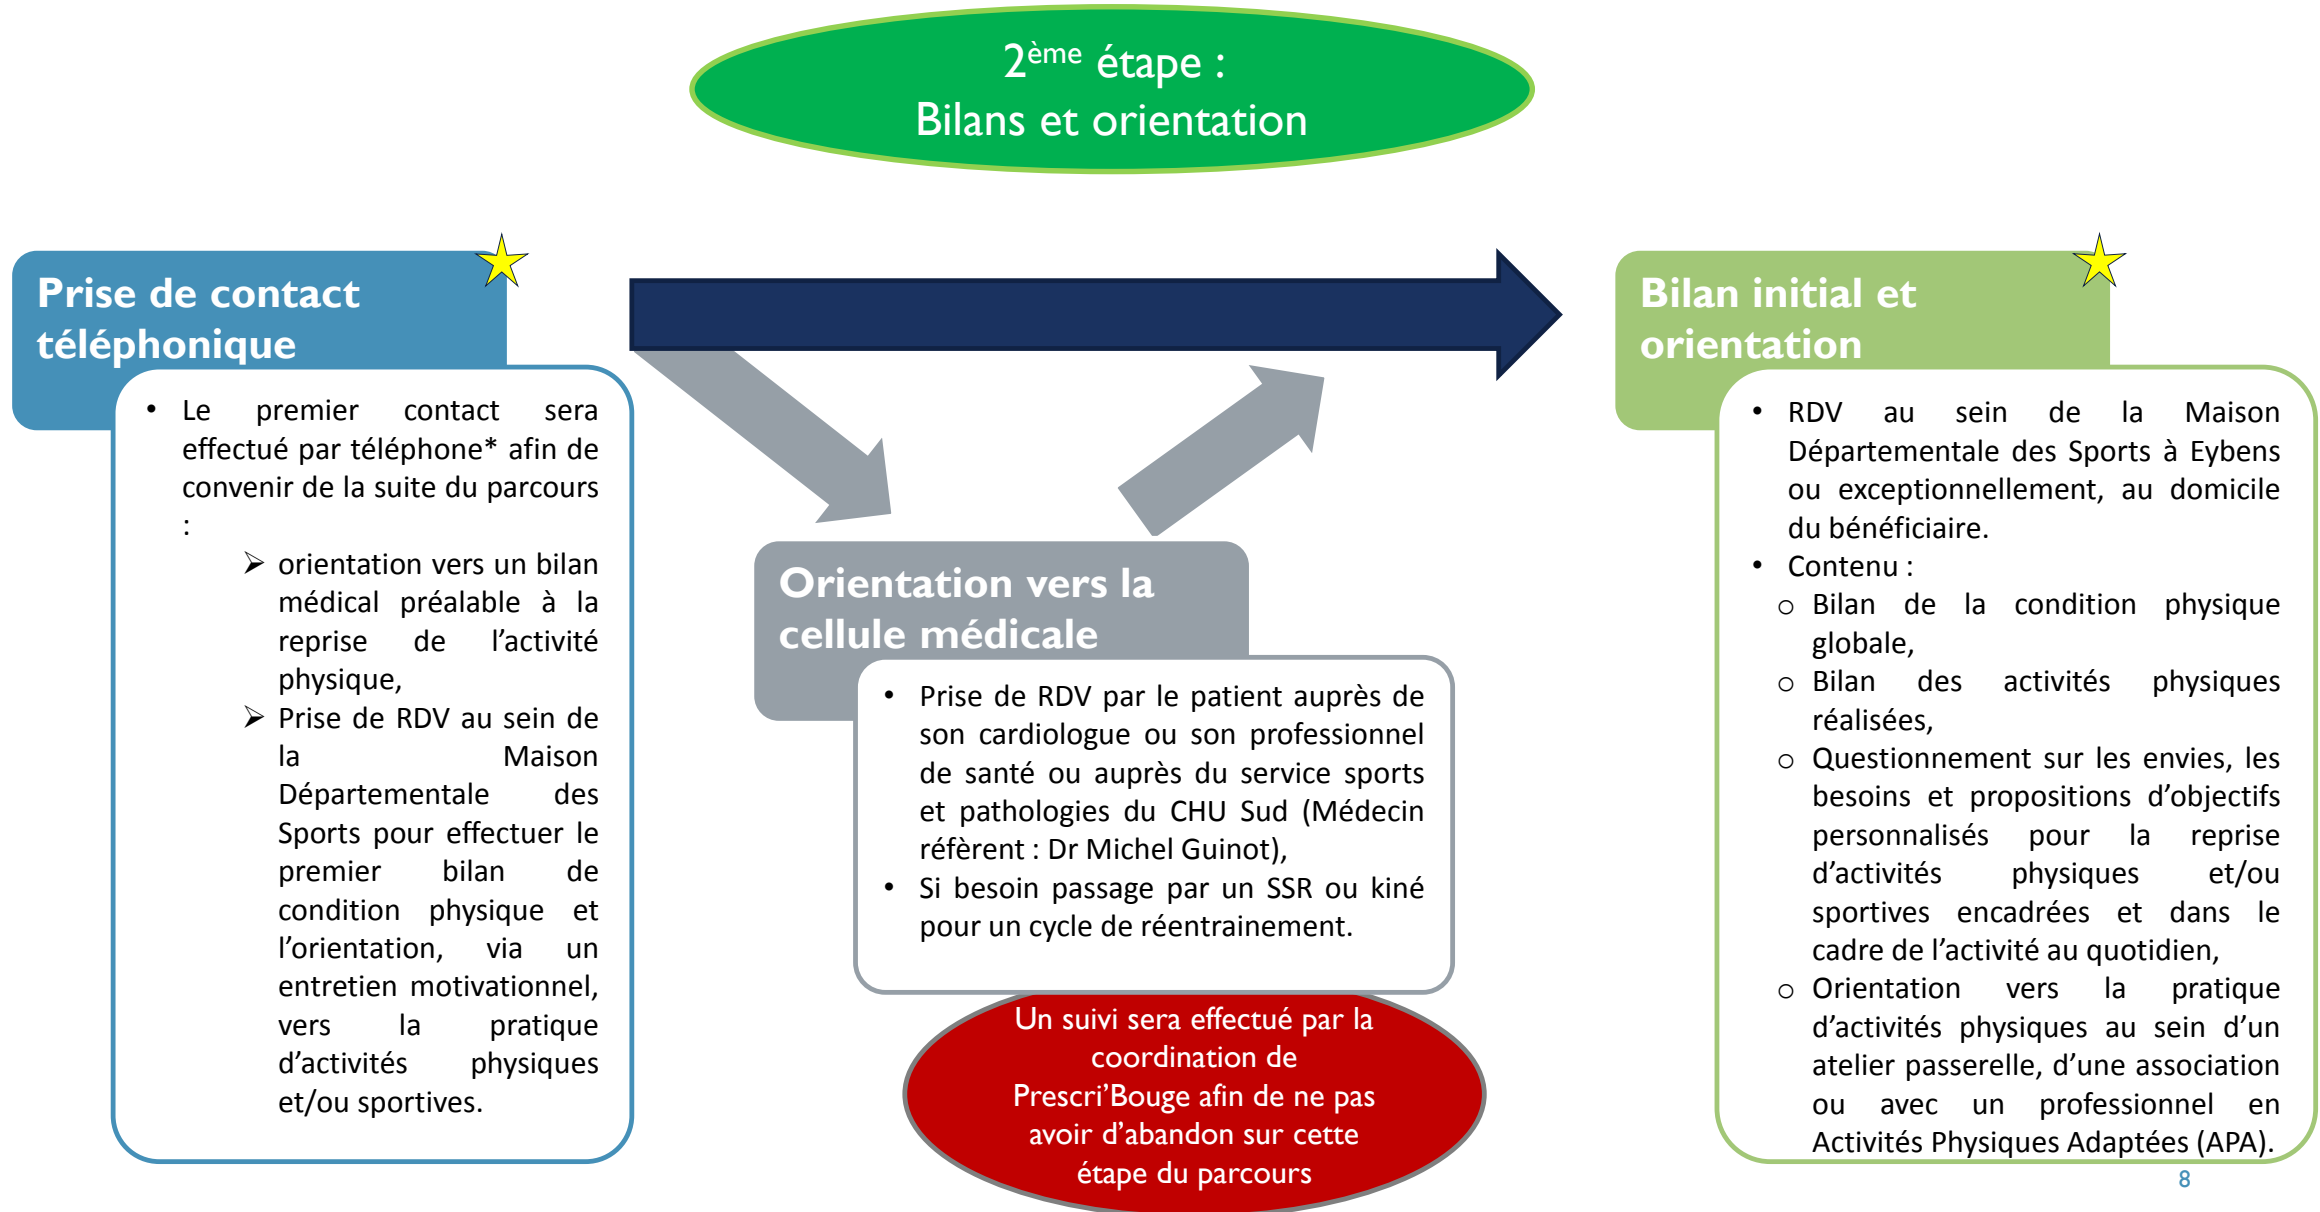 2ème étape :
Bilans et orientation
Prise de contact
téléphonique
• Le premier contact sera
effectué par téléphone* afin de
convenir de la suite du parcours
:
➢ orientation vers un bilan
médical préalable à la
reprise de l’activité
physique,
➢ Prise de RDV au sein de
la Maison
Départementale des
Sports pour effectuer le
premier bilan de
condition physique et
l’orientation, via un
entretien motivationnel,
vers la pratique
d’activités physiques
et/ou sportives.
Orientation vers la
cellule médicale
• Prise de RDV par le patient auprès de
son cardiologue ou son professionnel
de santé ou auprès du service sports
et pathologies du CHU Sud (Médecin
réfèrent : Dr Michel Guinot),
• Si besoin passage par un SSR ou kiné
pour un cycle de réentrainement.
Un suivi sera effectué par la
coordination de
Prescri’Bouge afin de ne pas
avoir d’abandon sur cette
étape du parcours
Bilan initial et
orientation
• RDV au sein de la Maison
Départementale des Sports à Eybens
ou exceptionnellement, au domicile
du bénéficiaire.
• Contenu :
o Bilan de la condition physique
globale,
o Bilan des activités physiques
réalisées,
o Questionnement sur les envies, les
besoins et propositions d’objectifs
personnalisés pour la reprise
d’activités physiques et/ou
sportives encadrées et dans le
cadre de l’activité au quotidien,
o Orientation vers la pratique
d’activités physiques au sein d’un
atelier passerelle, d’une association
ou avec un professionnel en
Activités Physiques Adaptées (APA).
8